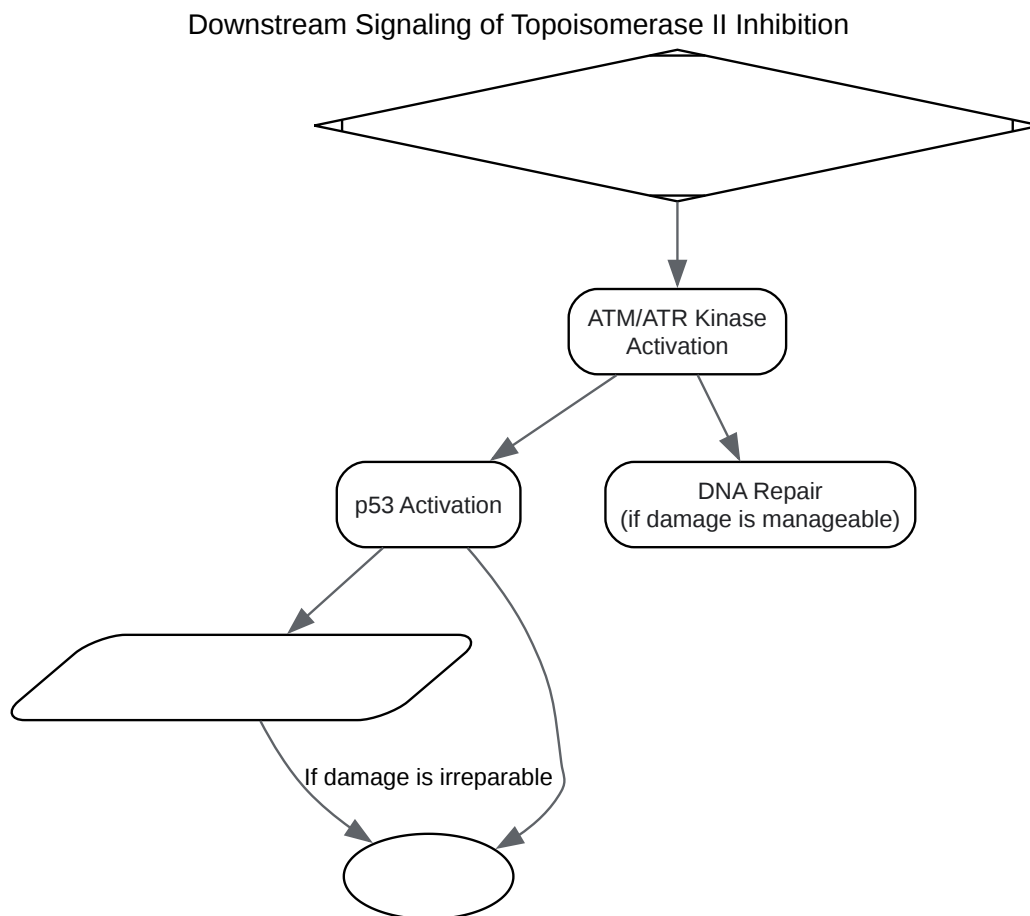 Downstream Signaling of Topoisomerase II Inhibition
ATM/ATR Kinase
Activation
p53 Activation
DNA Repair
(if damage is manageable)
If damage is irreparable